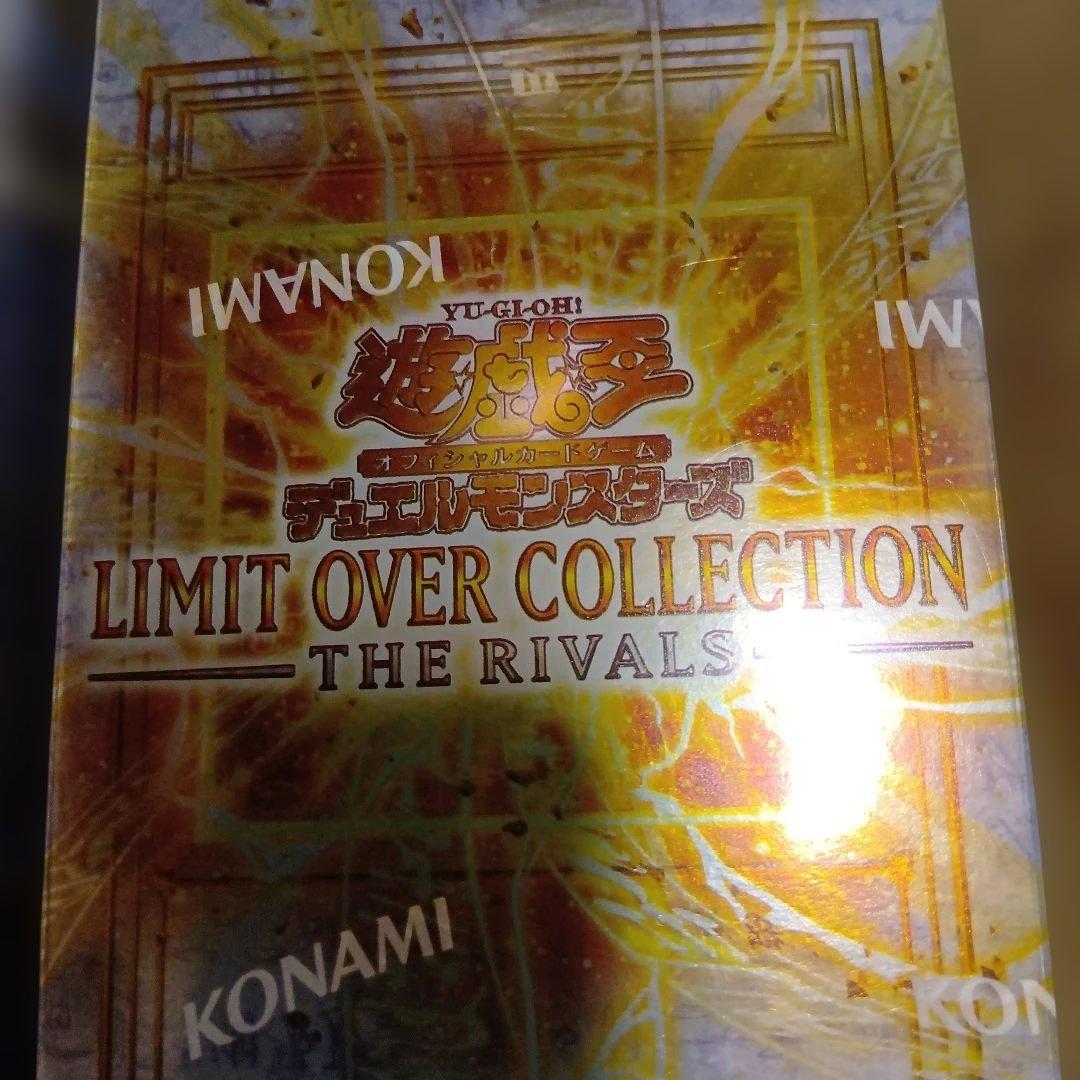 KONAMI
YU-GI-OH!
遊戯王
オフィシャルカードゲーム
デュエルモンスターズ
LIMIT OVER COLLECTION
THE RIVALS
KONAMI